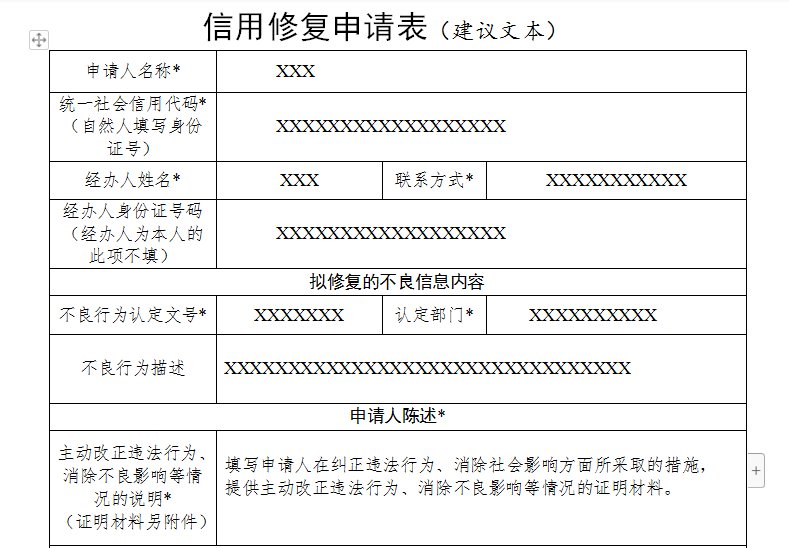 信用修复申请表（建议文本）
申请人名称*
XXX
统一社会信用代码*
（自然人填写身份
证号）
XXXXXXXXXXXXXXXXXX
经办人姓名*
XXX
联系方式*
XXXXXXXXXXX
经办人身份证号码
（经办人为本人的
此项不填）
XXXXXXXXXXXXXXXXXX
拟修复的不良信息内容
不良行为认定文号*
XXXXXXX
认定部门*
XXXXXXXXXX
不良行为描述
XXXXXXXXXXXXXXXXXXXXXXXXXXXXXXXX
申请人陈述*
主动改正违法行为、
消除不良影响等情
况的说明*
（证明材料另附件）
填写申请人在纠正违法行为、消除社会影响方面所采取的措施，
提供主动改正违法行为、消除不良影响等情况的证明材料。